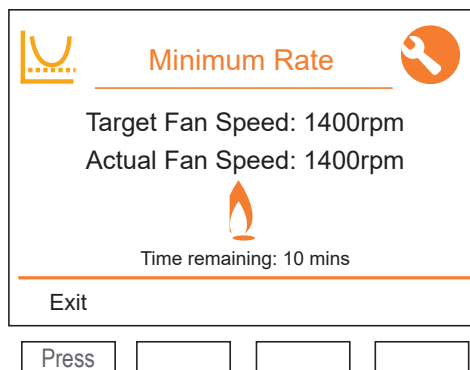 Minimum Rate
Target Fan Speed: 1400rpm
Actual Fan Speed: 1400rpm
Time remaining: 10 mins
Exit
Press